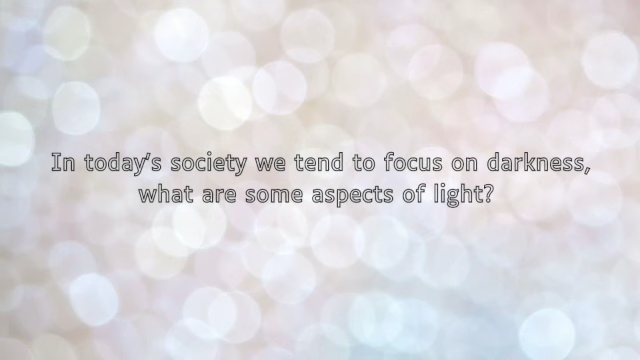 In today's society we tend to focus on darkness,
what are some aspects of light?